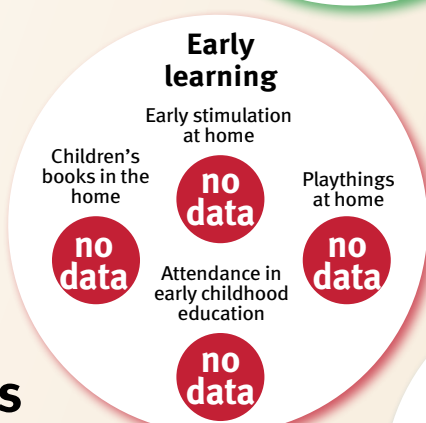 Early
learning
Early stimulation
at home
no
data
Children's
books in the
home
no
data
Playthings
at home
no
data
Attendance in
early childhood
education
no
data
s